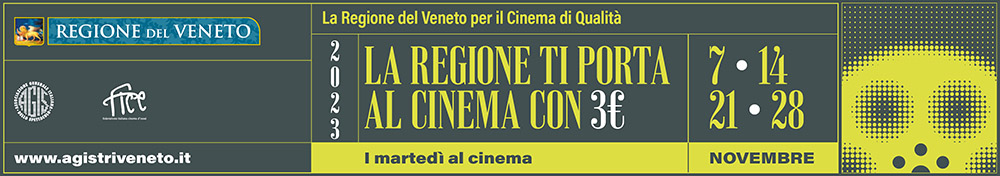 REGIONE DEL VENETO
La Regione del Veneto per il Cinema di Qualità
2023
LA REGIONE TI PORTA
AL CINEMA CON 3€
7 • 14
21 • 28
AGIS
fice
www.agistriveneto.it
I martedì al cinema
NOVEMBRE